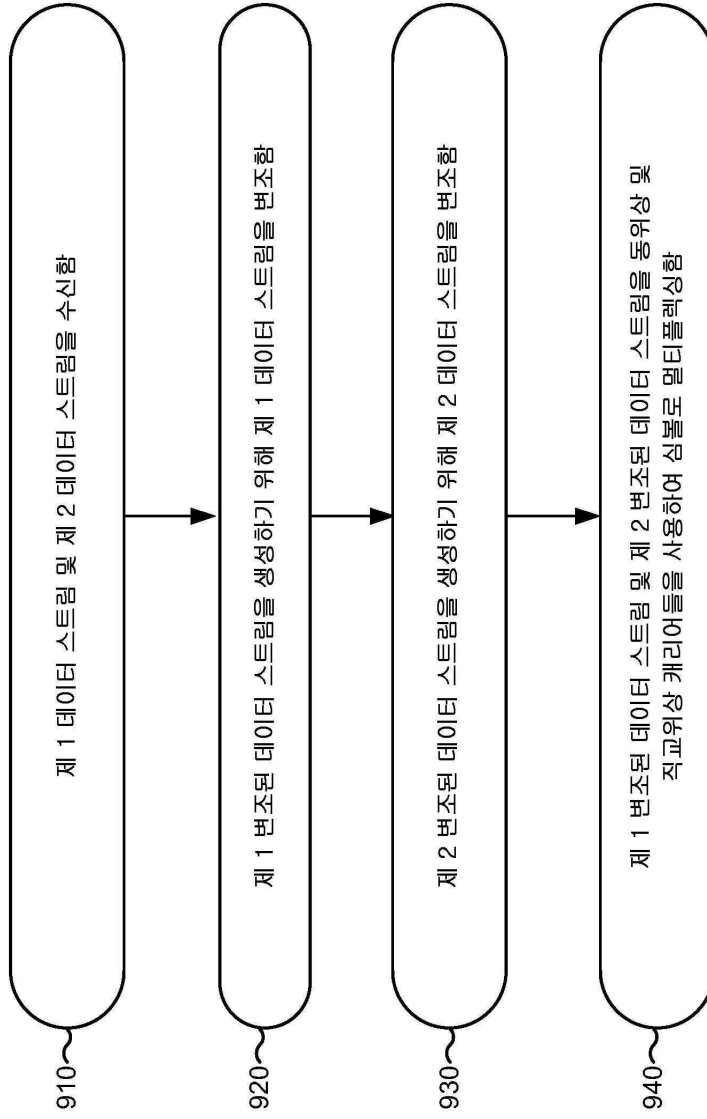 910
제 1 데이터 스트림 및 제 2 데이터 스트림을 수신함
920
제 1 변조된 데이터 스트림을 생성하기 위해 제 1 데이터 스트림을 변조함
930
제 2 변조된 데이터 스트림을 생성하기 위해 제 2 데이터 스트림을 변조함
940
제 1 변조된 데이터 스트림 및 제 2 변조된 데이터 스트림을 동위상 및
직교위상 캐리어들을 사용하여 심볼로 멀티플렉싱함